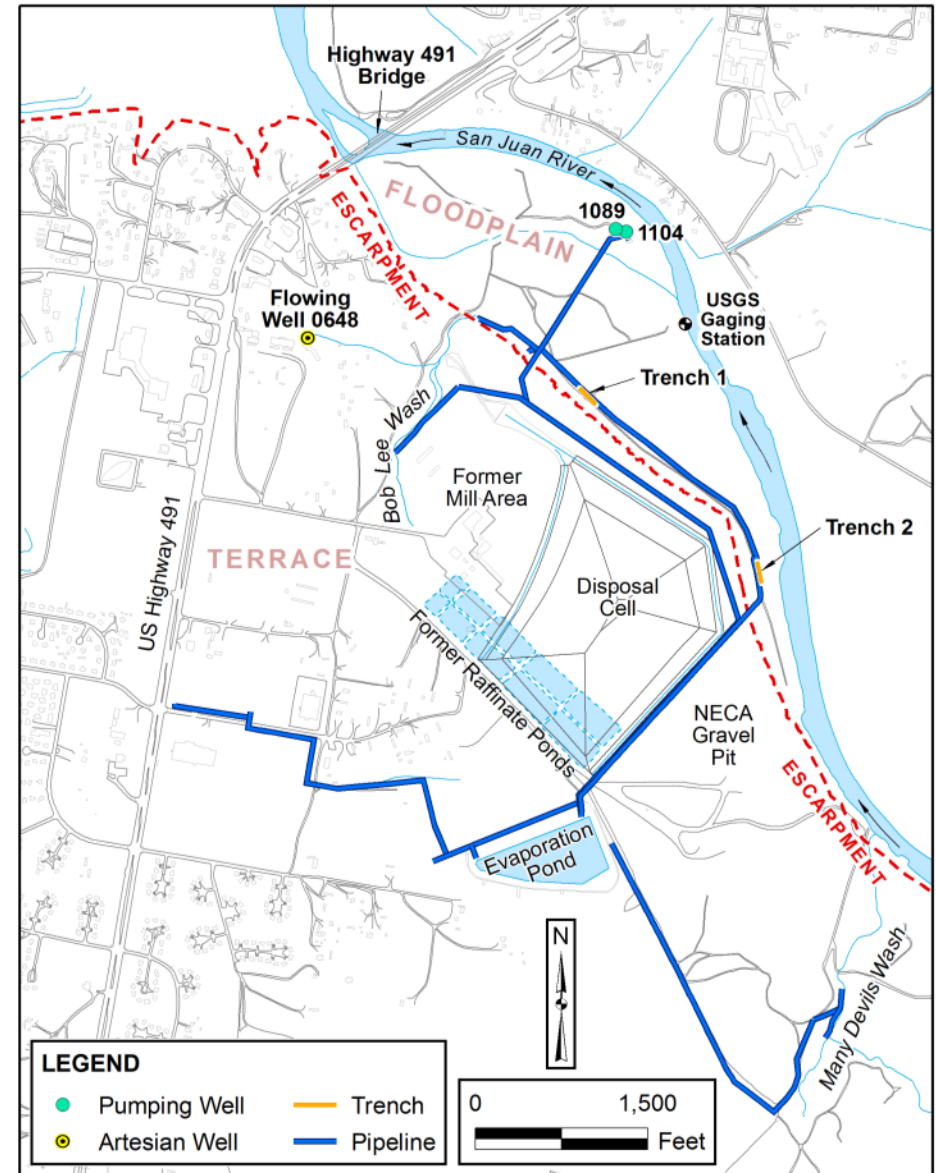 Highway 491
Bridge
San Juan River
FLOODPLAIN
1089
1104
ESCARPMENT
Flowing
Well 0648
USGS
Gaging
Station
Trench 1
Bob Lee Wash
Former
Mill Area
US Highway 491
TERRACE
Trench 2
Disposal
Cell
Former Raffinate Ponds
NECA
Gravel
Pit
ESCARPMENT
Evaporation
Pond
N
Many Devils Wash
LEGEND
Pumping Well
Trench
Artesian Well
Pipeline
0
1,500
Feet